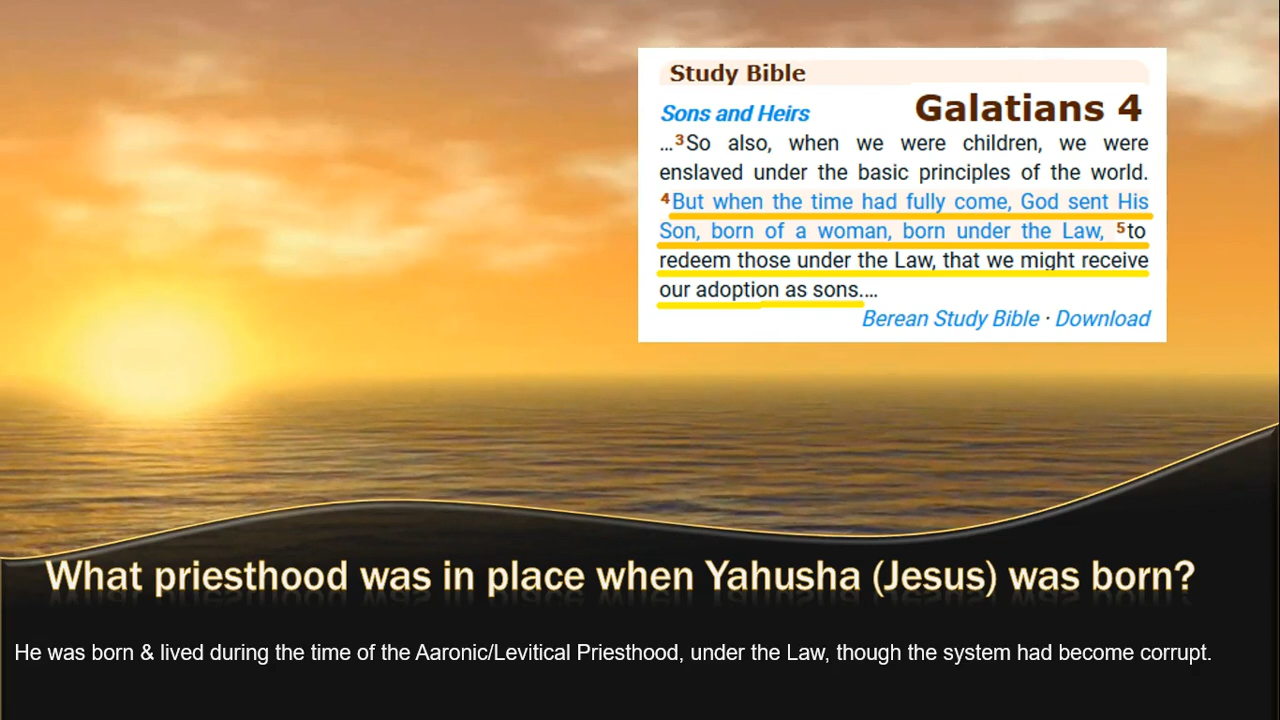 Study Bible
Sons and Heirs
Galatians 4
...³So also, when we were children, we were
enslaved under the basic principles of the world.
⁴But when the time had fully come, God sent His
Son, born of a woman, born under the Law, ⁵to
redeem those under the Law, that we might receive
our adoption as sons....
Berean Study Bible · Download
What priesthood was in place when Yahusha (Jesus) was born?
He was born & lived during the time of the Aaronic/Levitical Priesthood, under the Law, though the system had become corrupt.